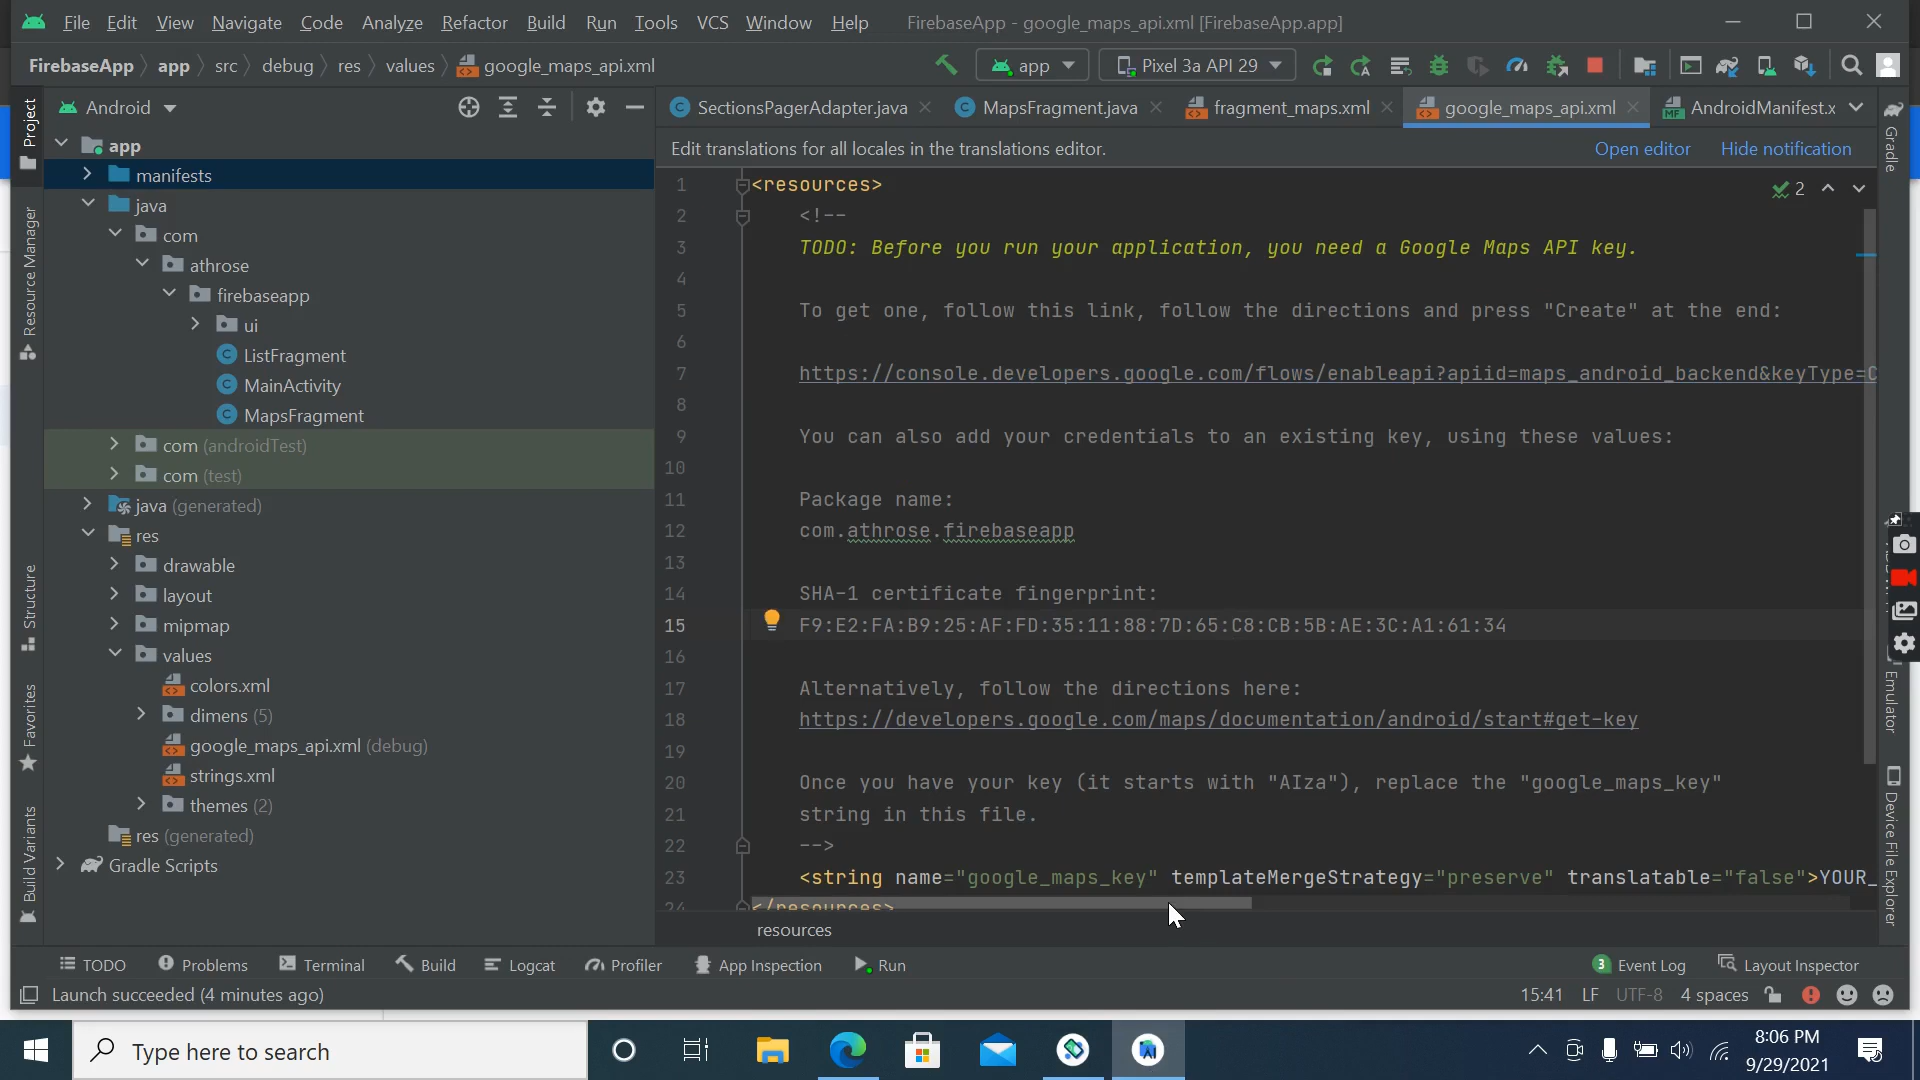 File Edit View Navigate Code Analyze Refactor Build Run Tools VCS Window Help FirebaseApp - google_maps_api.xml [FirebaseApp.app]
FirebaseApp app src debug res values google_maps_api.xml app Pixel 3a API 29
Project
Resource Manager
Structure
Favorites
Build Variants
Android
app
manifests
java
com
athrose
firebaseapp
ui
ListFragment
MainActivity
MapsFragment
com (androidTest)
com (test)
java (generated)
res
drawable
layout
mipmap
values
colors.xml
dimens (5)
google_maps_api.xml (debug)
strings.xml
themes (2)
res (generated)
Gradle Scripts
SectionsPagerAdapter.java MapsFragment.java fragment_maps.xml google_maps_api.xml AndroidManifest.x
Edit translations for all locales in the translations editor. Open editor Hide notification
2
1 <resources>
2 <!--
3 TODO: Before you run your application, you need a Google Maps API key.
4
5 To get one, follow this link, follow the directions and press "Create" at the end:
6
7 https://console.developers.google.com/flows/enableapi?apiid=maps_android_backend&keyType=C
8
9 You can also add your credentials to an existing key, using these values:
10
11 Package name:
12 com.athrose.firebaseapp
13
14 SHA-1 certificate fingerprint:
15 F9:E2:FA:B9:25:AF:FD:35:11:88:7D:65:C8:CB:5B:AE:3C:A1:61:34
16
17 Alternatively, follow the directions here:
18 https://developers.google.com/maps/documentation/android/start#get-key
19
20 Once you have your key (it starts with "AIza"), replace the "google_maps_key"
21 string in this file.
22 -->
23 <string name="google_maps_key" templateMergeStrategy="preserve" translatable="false">YOUR_
24 </resources>
resources
Gradle
Emulator
Device File Explorer
TODO Problems Terminal Build Logcat Profiler App Inspection Run 3 Event Log Layout Inspector
Launch succeeded (4 minutes ago) 15:41 LF UTF-8 4 spaces
Type here to search
8:06 PM
9/29/2021